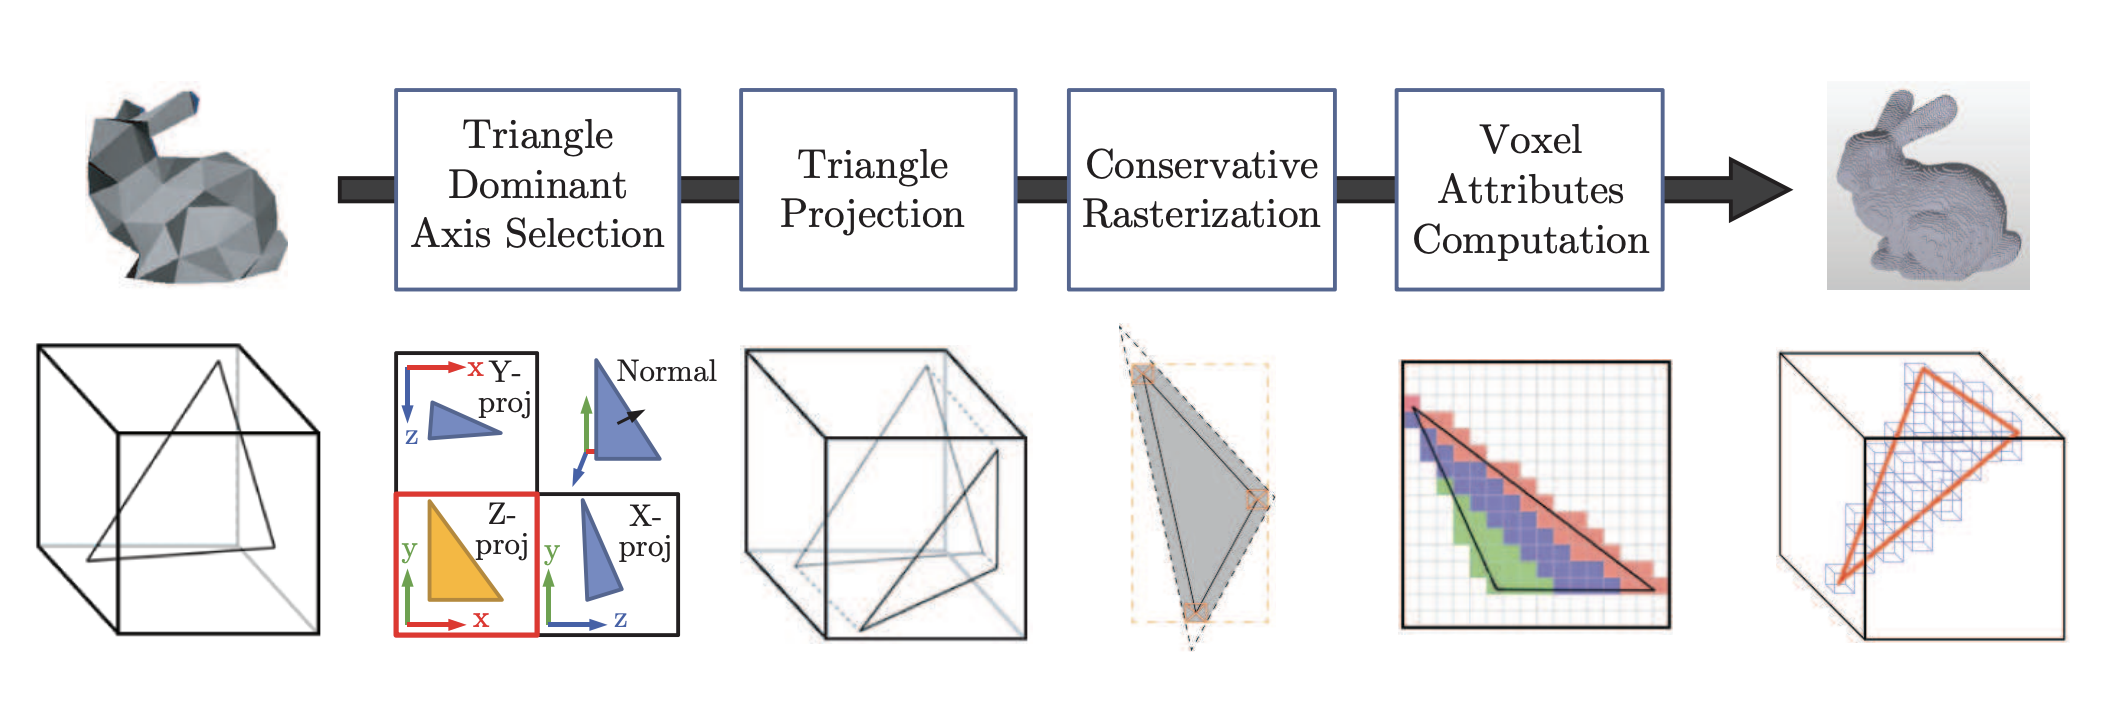 Triangle
Dominant
Axis Selection
Triangle
Projection
Conservative
Rasterization
Voxel
Attributes
Computation
x Y-
proj
z
Normal
Z-
proj
y
x
X-
proj
y
z